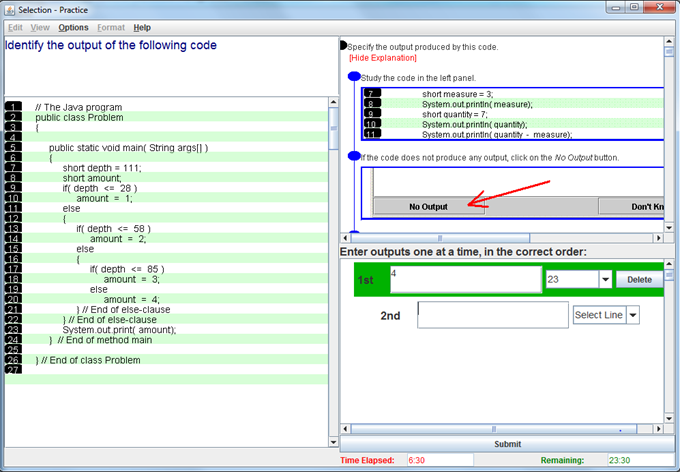 Selection - Practice
Edit View Options Format Help
Identify the output of the following code
1 // The Java program
2 public class Problem
3 {
4
5 public static void main( String args[] )
6 {
7 short depth = 111;
8 short amount;
9 if( depth <= 28 )
10 amount = 1;
11 else
12 {
13 if( depth <= 58 )
14 amount = 2;
15 else
16 {
17 if( depth <= 85 )
18 amount = 3;
19 else
20 amount = 4;
21 } // End of else-clause
22 } // End of else-clause
23 System.out.print( amount);
24 } // End of method main
25
26 } // End of class Problem
27
Specify the output produced by this code.
[Hide Explanation]
Study the code in the left panel.
7 short measure = 3;
8 System.out.println( measure);
9 short quantity = 7;
10 System.out.println( quantity);
11 System.out.println( quantity - measure);
If the code does not produce any output, click on the No Output button.
No Output Don't Kn
Enter outputs one at a time, in the correct order:
1st 4 23 Delete
2nd Select Line
Submit
Time Elapsed: 6:30 Remaining: 23:30